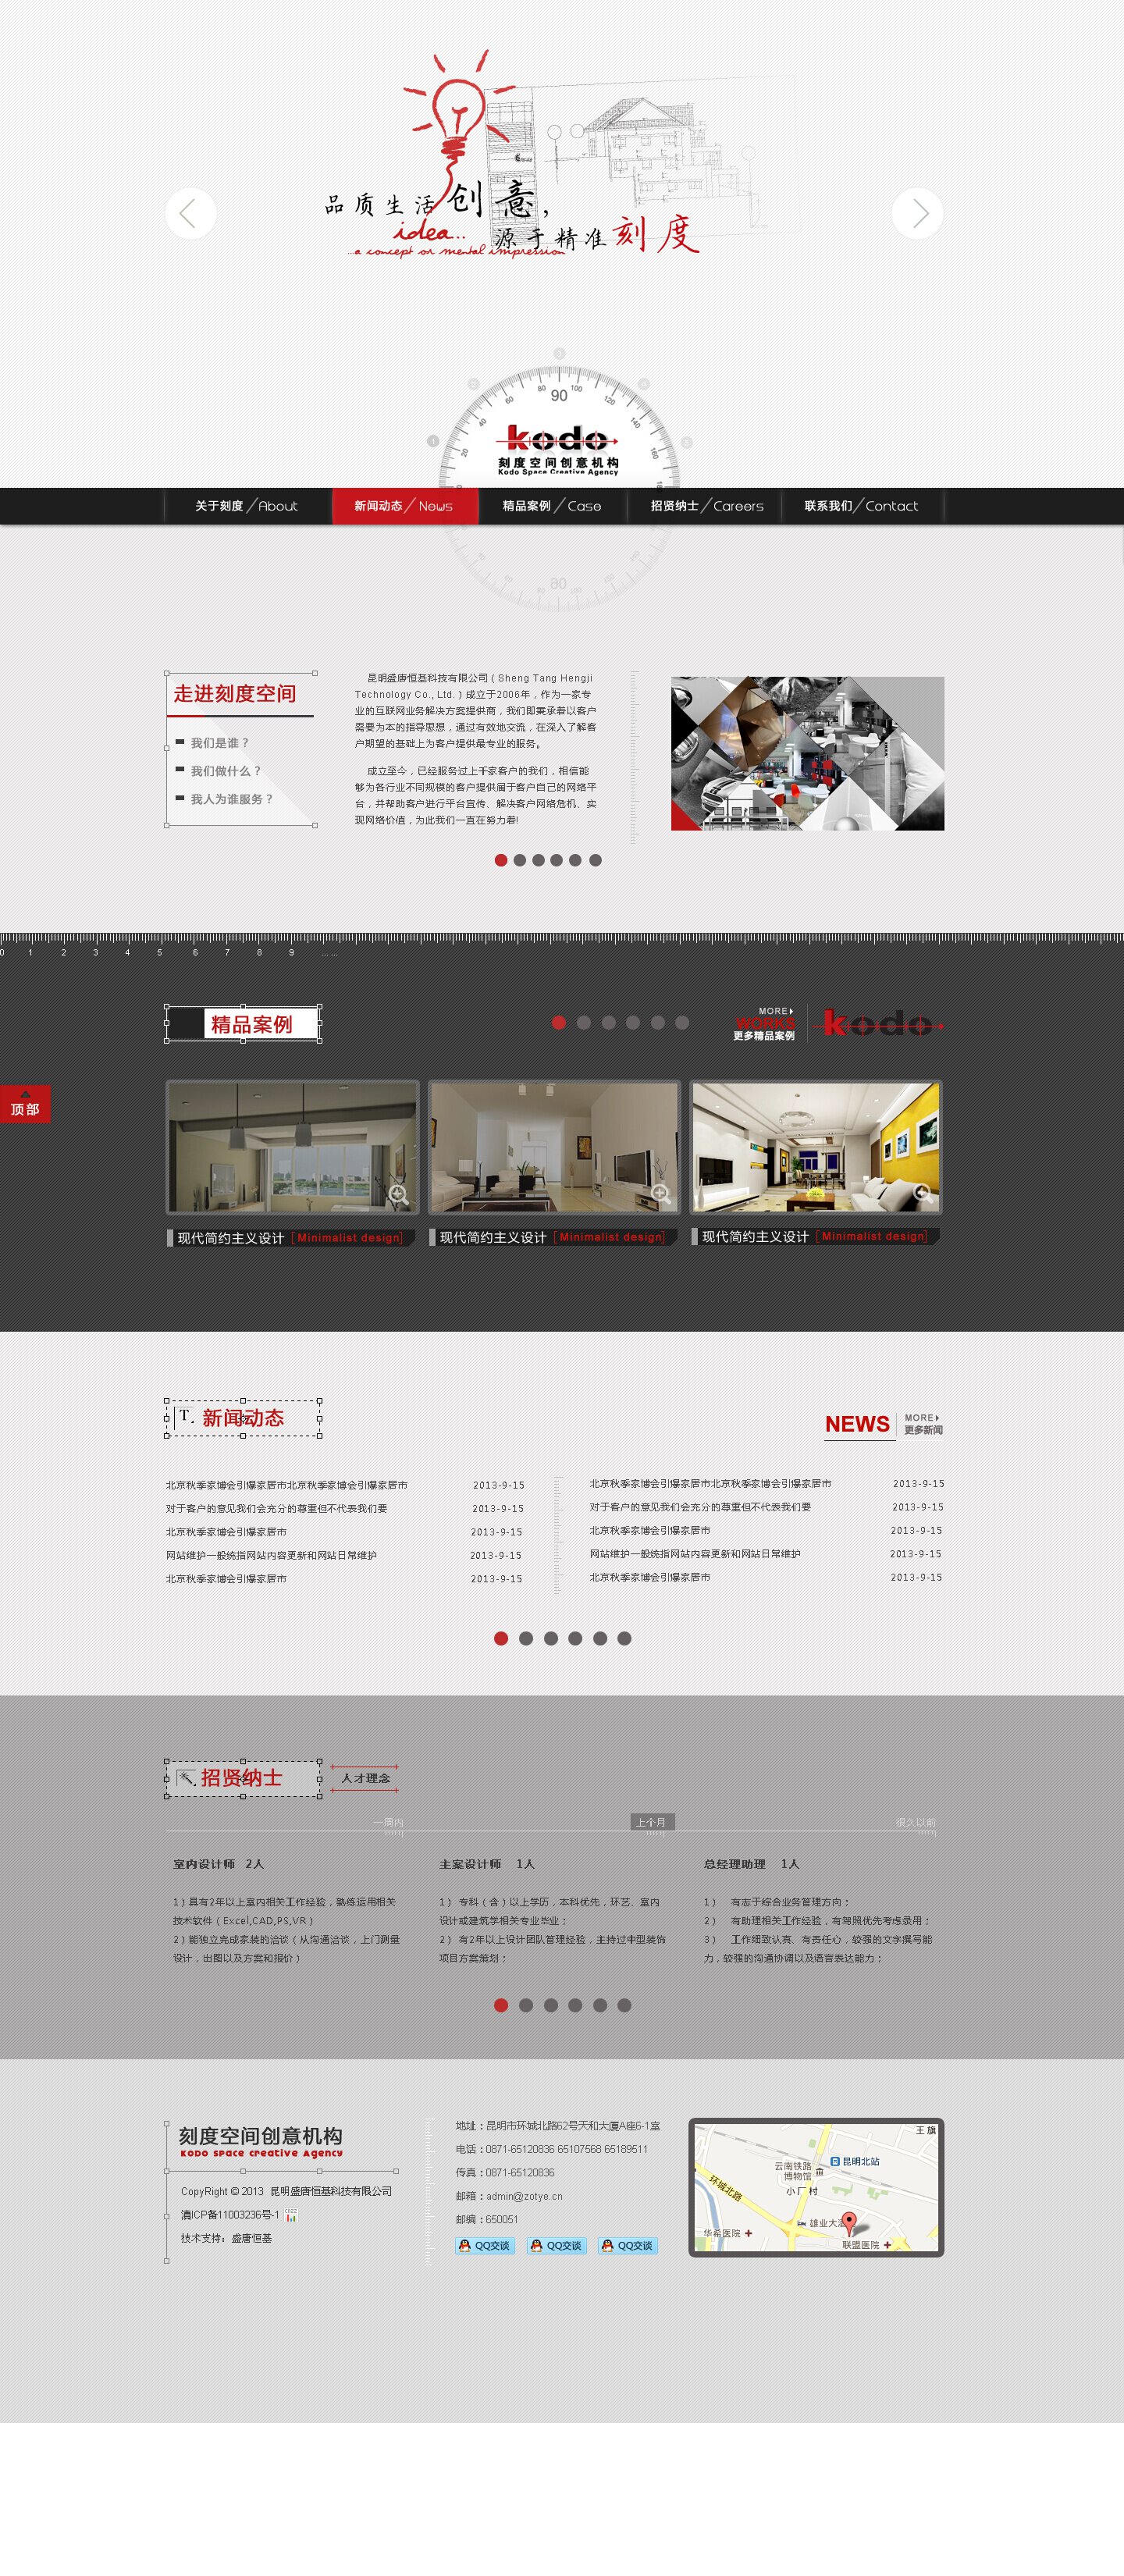 品质生活创意，
idea...
源于精准刻度
...a concept or mental impression
3
2
4
1
5
20
40
60
80
90
100
120
140
160
kodo
刻度空间创意机构
Kodo Space Creative Agency
关于刻度/About
新闻动态/News
精品案例/Case
招贤纳士/Careers
联系我们/Contact
走进刻度空间
我们是谁？
我们做什么？
我人为谁服务？
昆明盛唐恒基科技有限公司（Sheng Tang Hengji
Technology Co., Ltd.）成立于2006年，作为一家专
业的互联网业务解决方案提供商，我们即秉承着以客户
需要为本的指导思想，通过有效地交流，在深入了解客
户期望的基础上为客户提供最专业的服务。
成立至今，已经服务过上千家客户的我们，相信能
够为各行业不同规模的客户提供属于客户自己的网络平
台，并帮助客户进行平台宣传、解决客户网络危机、实
现网络价值，为此我们一直在努力着!
0 1 2 3 4 5 6 7 8 9 ... ...
精品案例
MORE
WORKS
更多精品案例
kodo
顶部
现代简约主义设计 [Minimalist design]
现代简约主义设计 [Minimalist design]
现代简约主义设计 [Minimalist design]
T.
新闻动态
NEWS
MORE
更多新闻
北京秋季家博会引爆家居市北京秋季家博会引爆家居市 2013-9-15
对于客户的意见我们会充分的尊重但不代表我们要 2013-9-15
北京秋季家博会引爆家居市 2013-9-15
网站维护一般统指网站内容更新和网站日常维护 2013-9-15
北京秋季家博会引爆家居市 2013-9-15
北京秋季家博会引爆家居市北京秋季家博会引爆家居市 2013-9-15
对于客户的意见我们会充分的尊重但不代表我们要 2013-9-15
北京秋季家博会引爆家居市 2013-9-15
网站维护一般统指网站内容更新和网站日常维护 2013-9-15
北京秋季家博会引爆家居市 2013-9-15
招贤纳士
人才理念
一周内
上个月
很久以前
室内设计师 2人
1）具有2年以上室内相关工作经验，熟练运用相关
技术软件（Excel,CAD,PS,VR）
2）能独立完成家装的洽谈（从沟通洽谈，上门测量
设计，出图以及方案和报价）
主案设计师 1人
1） 专科（含）以上学历，本科优先，环艺、室内
设计或建筑学相关专业毕业；
2） 有2年以上设计团队管理经验，主持过中型装饰
项目方案策划；
总经理助理 1人
1） 有志于综合业务管理方向；
2） 有助理相关工作经验，有驾照优先考虑录用；
3） 工作细致认真、有责任心，较强的文字撰写能
力，较强的沟通协调以及语言表达能力；
刻度空间创意机构
KODO SPACE CREATIVE AGENCY
CopyRight © 2013 昆明盛唐恒基科技有限公司
滇ICP备11003236号-1
技术支持：盛唐恒基
地址：昆明市环城北路62号天和大厦A座6-1室
电话：0871-65120836 65107568 65189511
传真：0871-65120836
邮箱：admin@zotye.cn
邮编：650051
QQ交谈
QQ交谈
QQ交谈
王旗
昆明北站
云南铁路
博物馆
小厂村
环城北路
雄业大
华希医院
联盟医院